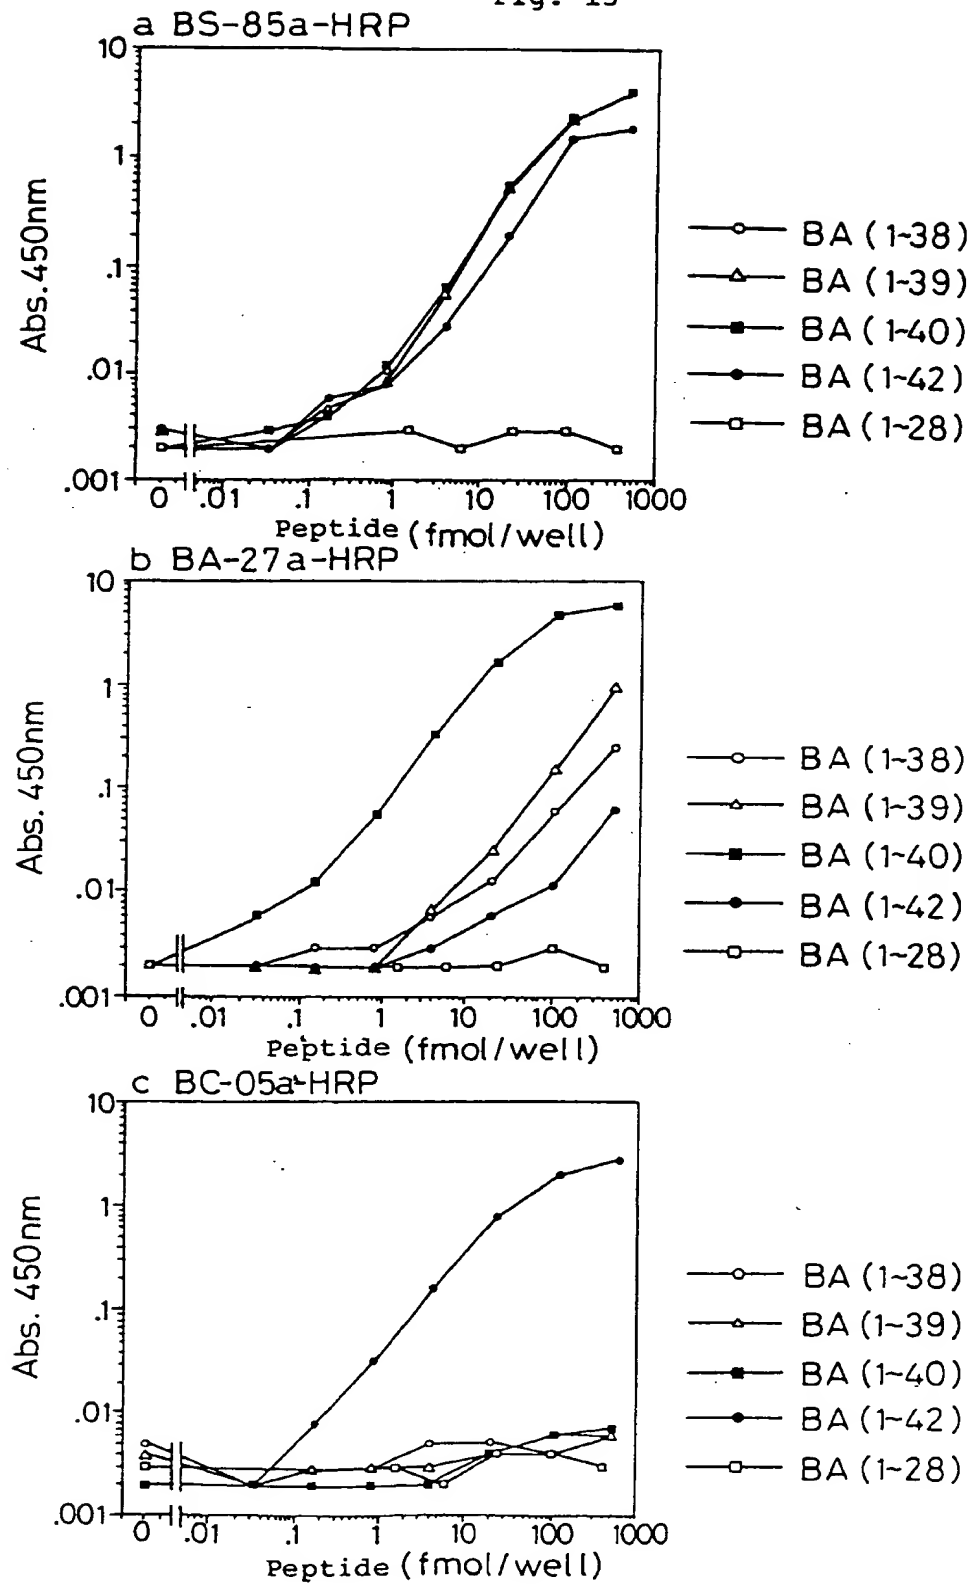 Fig. 15
a BS-85a-HRP
10
1
.1
.01
.001
Abs. 450nm
0 .01 .1 1 10 100 1000
Peptide (fmol/well)
BA (1~38)
BA (1~39)
BA (1~40)
BA (1~42)
BA (1~28)
b BA-27a-HRP
10
1
.1
.01
.001
Abs. 450nm
0 .01 .1 1 10 100 1000
Peptide (fmol/well)
BA (1~38)
BA (1~39)
BA (1~40)
BA (1~42)
BA (1~28)
c BC-05a-HRP
10
1
.1
.01
.001
Abs. 450nm
0 .01 .1 1 10 100 1000
Peptide (fmol/well)
BA (1~38)
BA (1~39)
BA (1~40)
BA (1~42)
BA (1~28)